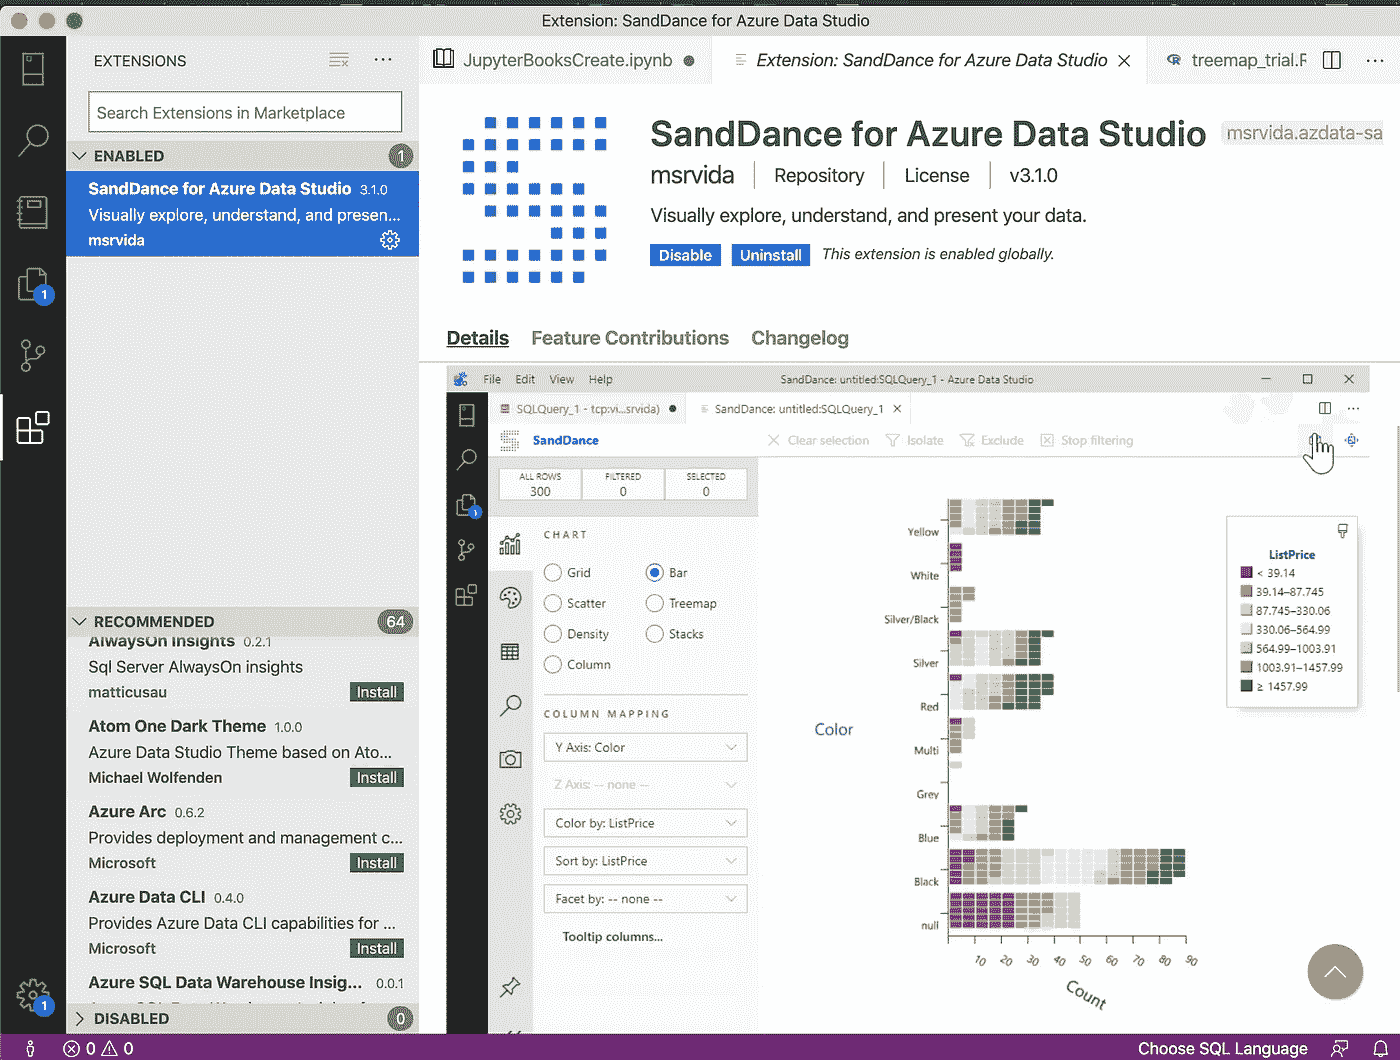 Extension: SandDance for Azure Data Studio
EXTENSIONS
Search Extensions in Marketplace
ENABLED
1
SandDance for Azure Data Studio 3.1.0
Visually explore, understand, and presen...
msrvida
1
RECOMMENDED
64
AlwaysOn Insights 0.2.1
Sql Server AlwaysOn insights
matticusau
Install
Atom One Dark Theme 1.0.0
Azure Data Studio Theme based on Ato...
Michael Wolfenden
Install
Azure Arc 0.6.2
Provides deployment and management c...
Microsoft
Install
Azure Data CLI 0.4.0
Provides Azure Data CLI capabilities for ...
Microsoft
Install
Azure SQL Data Warehouse Insig... 0.0.1
1
DISABLED
0
JupyterBooksCreate.ipynb
Extension: SandDance for Azure Data Studio
treemap_trial.R
SandDance for Azure Data Studio
msrvida.azdata-sa
msrvida
Repository
License
v3.1.0
Visually explore, understand, and present your data.
Disable
Uninstall
This extension is enabled globally.
Details
Feature Contributions
Changelog
File Edit View Help
SandDance: untitled:SQLQuery_1 - Azure Data Studio
SQLQuery_1 - tcp:vi...srvida)
SandDance: untitled:SQLQuery_1
SandDance
Clear selection
Isolate
Exclude
Stop filtering
ALL ROWS
300
FILTERED
0
SELECTED
0
1
CHART
Grid
Bar
Scatter
Treemap
Density
Stacks
Column
COLUMN MAPPING
Y Axis: Color
Z Axis: -- none --
Color by: ListPrice
Sort by: ListPrice
Facet by: -- none --
Tooltip columns...
Color
Yellow
White
Silver/Black
Silver
Red
Multi
Grey
Blue
Black
null
10 20 30 40 50 60 70 80 90
Count
ListPrice
< 39.14
39.14–87.745
87.745–330.06
330.06–564.99
564.99–1003.91
1003.91–1457.99
≥ 1457.99
0 0
Choose SQL Language